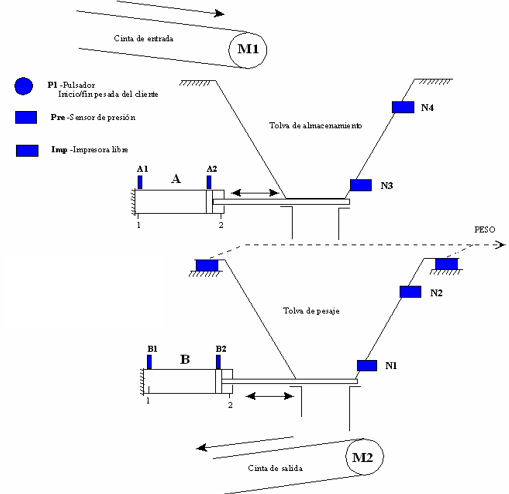 Cinta de entrada
M1
P1 -Pulsador
Inicio/fin pesada del cliente
Pre -Sensor de presión
Imp -Impresora libre
Tolva de almacenamiento
N4
N3
A1
A
A2
1
2
PESO
N2
Tolva de pesaje
B1
B
B2
N1
1
2
M2
Cinta de salida